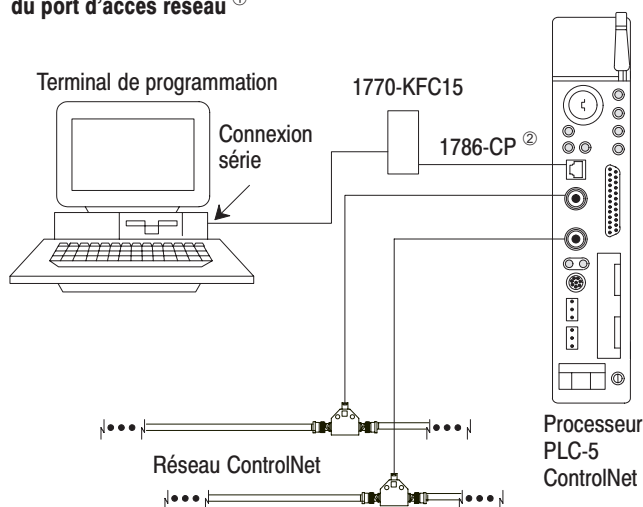 du port d'accès réseau ①
Terminal de programmation
1770-KFC15
Connexion
série
1786-CP ②
Réseau ControlNet
Processeur
PLC-5
ControlNet